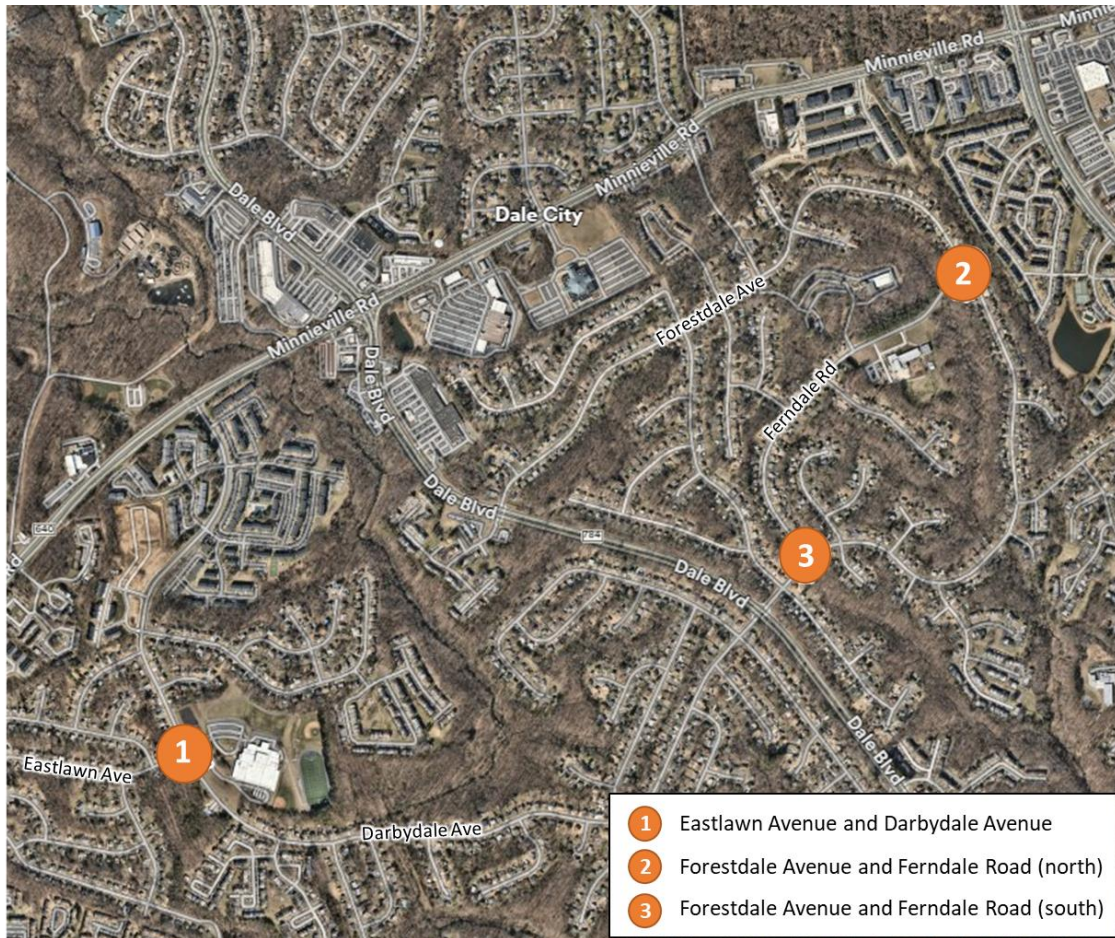 Minnieville Rd
Minnie
Minnieville Rd
Dale Blvd
Dale City
2
Forestdale Ave
Minnieville Rd
Dale Blvd
Ferndale Rd
Dale Blvd
640
784
3
Rd
Dale Blvd
1
Eastlawn Ave
Dale Blvd
Darbydale Ave
1 Eastlawn Avenue and Darbydale Avenue
2 Forestdale Avenue and Ferndale Road (north)
3 Forestdale Avenue and Ferndale Road (south)